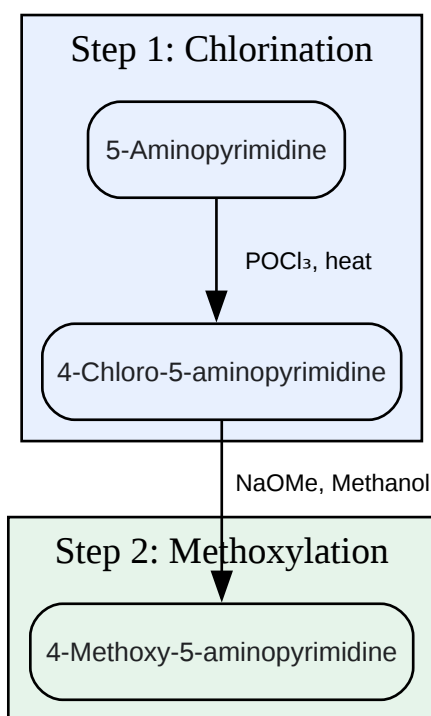 Step 1: Chlorination
5-Aminopyrimidine
POCl₃, heat
4-Chloro-5-aminopyrimidine
NaOMe, Methanol
Step 2: Methoxylation
4-Methoxy-5-aminopyrimidine